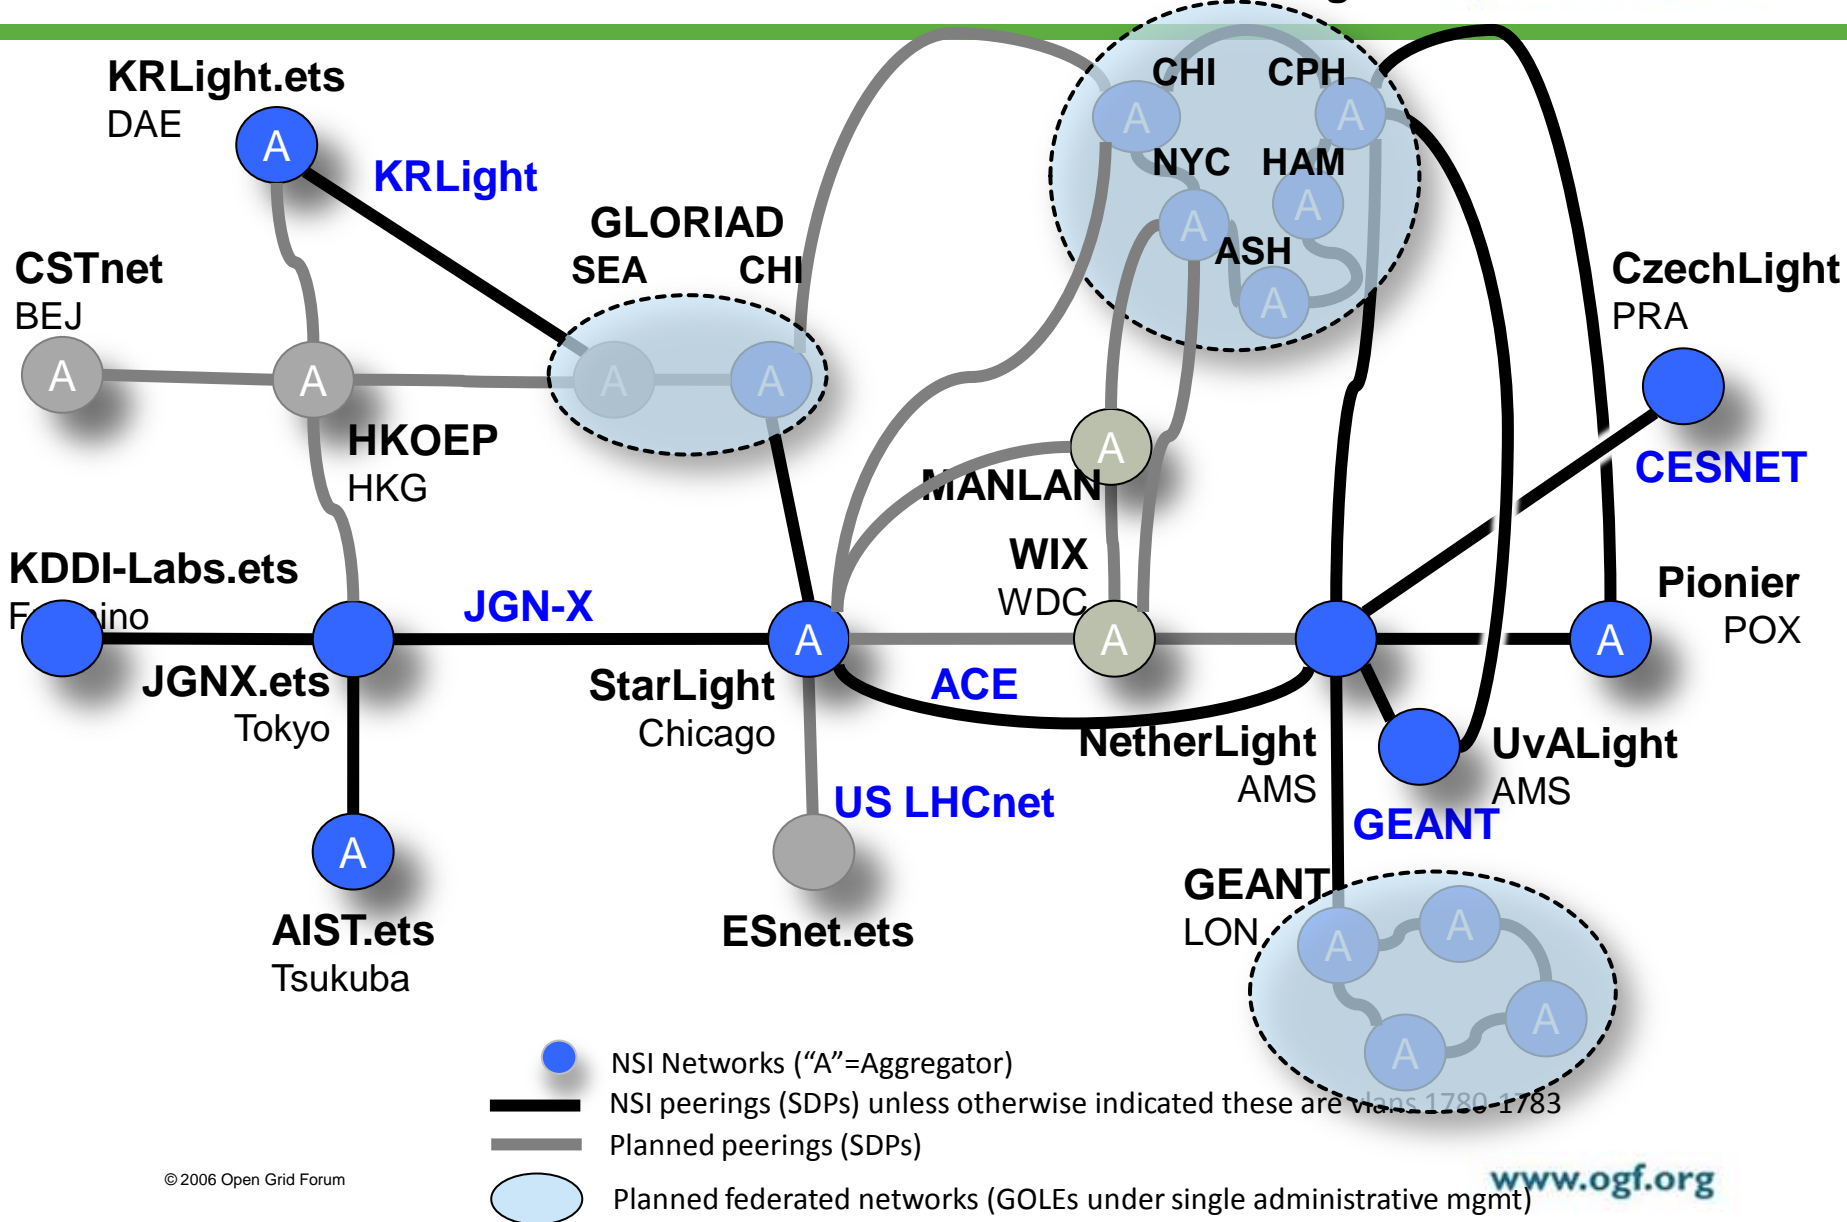 KRLight.ets
DAE
A
KRLight
GLORIAD
SEA
CHI
CHI
CPH
A
A
NYC
HAM
A
A
ASH
A
CSTnet
BEJ
A
A
A
A
HKOEP
HKG
CzechLight
PRA
CESNET
A
MANLAN
WIX
WDC
KDDI-Labs.ets
JGN-X
A
A
Pionier
POX
A
JGNX.ets
Tokyo
StarLight
Chicago
ACE
NetherLight
AMS
UvALight
AMS
US LHCnet
GEANT
A
AIST.ets
Tsukuba
ESnet.ets
GEANT
LON
A
A
A
A
NSI Networks (“A”=Aggregator)
NSI peerings (SDPs) unless otherwise indicated these are vlans 1780-1783
Planned peerings (SDPs)
Planned federated networks (GOLEs under single administrative mgmt)
© 2006 Open Grid Forum
www.ogf.org